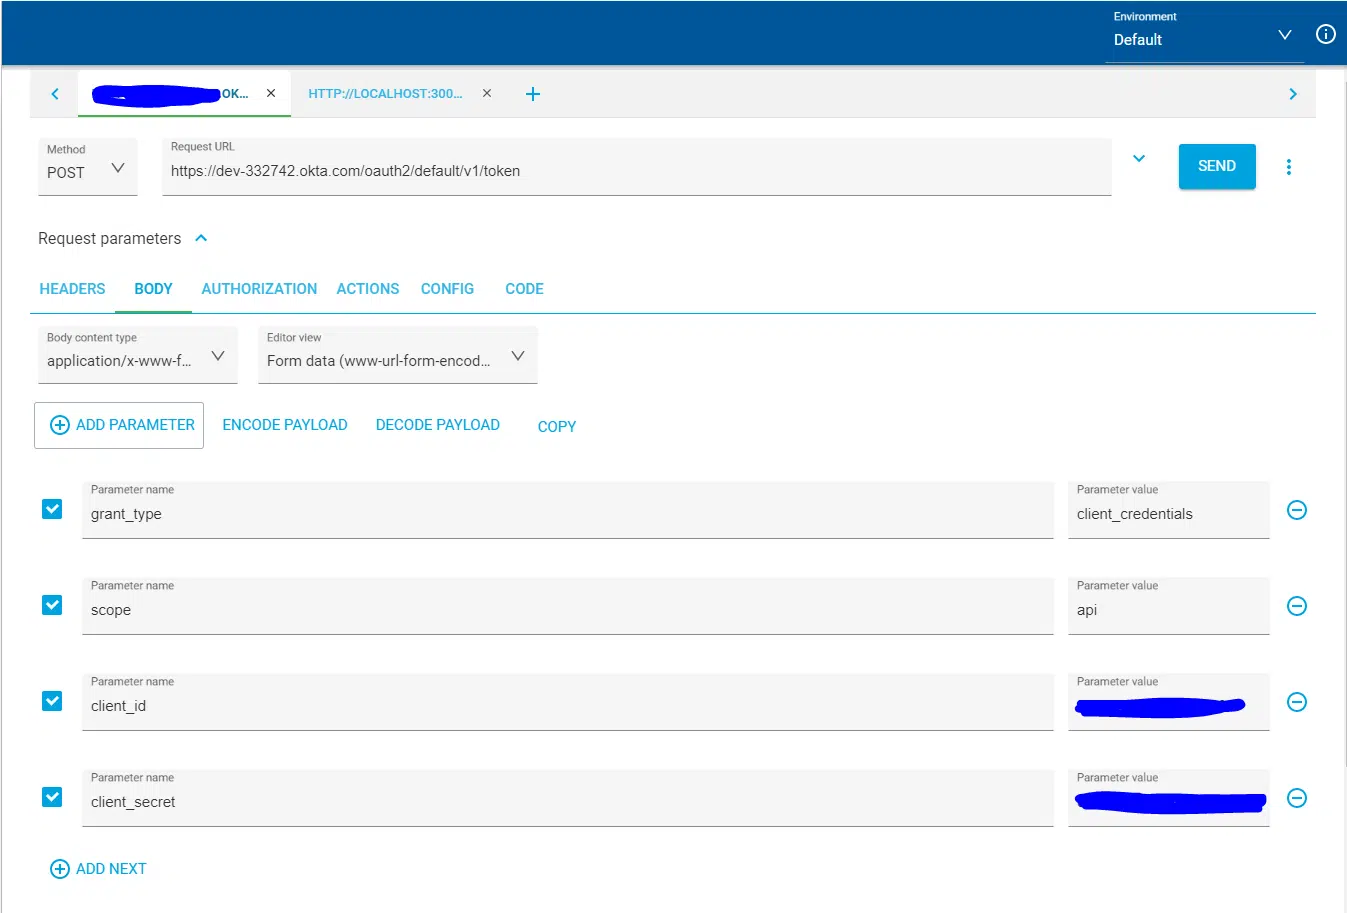 Environment
Default
OK...
HTTP://LOCALHOST:300...
Method
POST
Request URL
https://dev-332742.okta.com/oauth2/default/v1/token
SEND
Request parameters
HEADERS BODY AUTHORIZATION ACTIONS CONFIG CODE
Body content type
application/x-www-f...
Editor view
Form data (www-url-form-encod...
ADD PARAMETER ENCODE PAYLOAD DECODE PAYLOAD COPY
Parameter name
grant_type
Parameter value
client_credentials
Parameter name
scope
Parameter value
api
Parameter name
client_id
Parameter value
Parameter name
client_secret
Parameter value
ADD NEXT